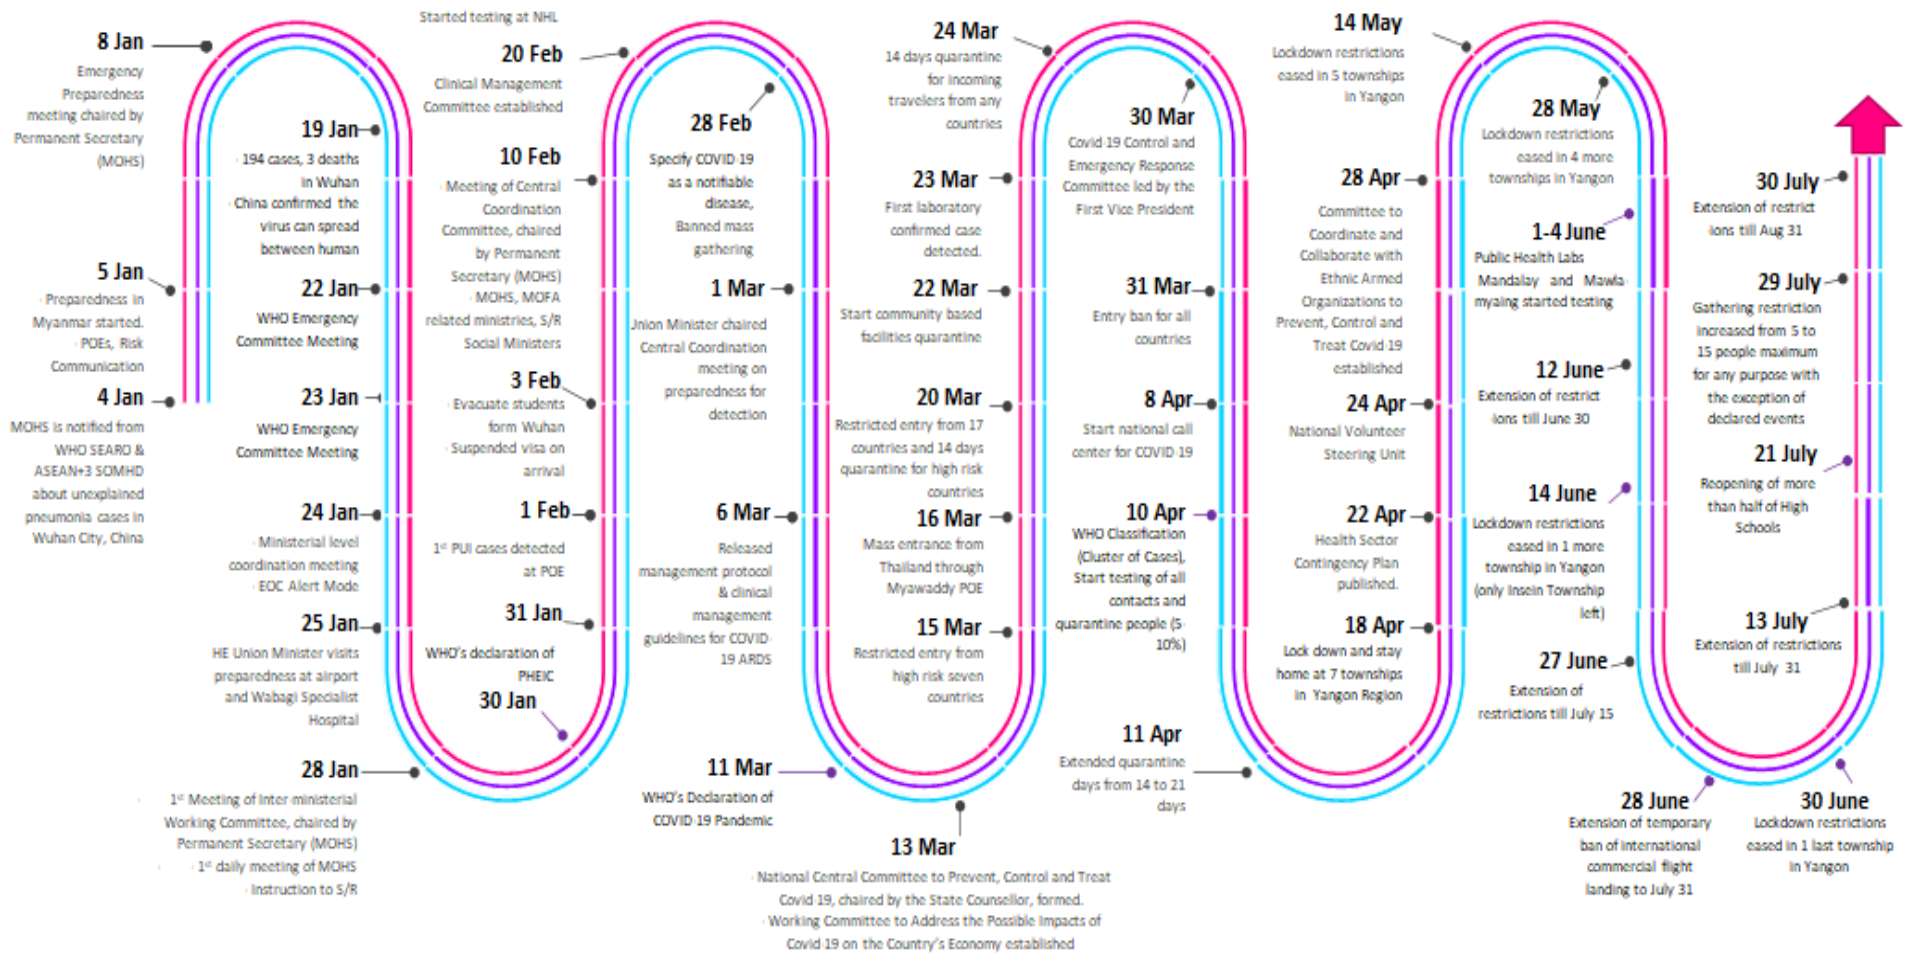 8 Jan
Emergency
Preparedness
meeting chaired by
Permanent Secretary
(MOHS)
5 Jan
· Preparedness in
Myanmar started.
· POEs, Risk
Communication
4 Jan
MOHS is notified from
WHO SEARO &
ASEAN+3 SOMHD
about unexplained
pneumonia cases in
Wuhan City, China
19 Jan
· 194 cases, 3 deaths
in Wuhan
· China confirmed the
virus can spread
between human
22 Jan
WHO Emergency
Committee Meeting
23 Jan
WHO Emergency
Committee Meeting
24 Jan
· Ministerial level
coordination meeting
· EOC Alert Mode
25 Jan
HE Union Minister visits
preparedness at airport
and Wabagi Specialist
Hospital
28 Jan
· 1st Meeting of Inter-ministerial
Working Committee, chaired by
Permanent Secretary (MOHS)
· 1st daily meeting of MOHS
· Instruction to S/R
Started testing at NHL
20 Feb
Clinical Management
Committee established
10 Feb
· Meeting of Central
Coordination
Committee, chaired
by Permanent
Secretary (MOHS)
· MOHS, MOFA
related ministries, S/R
Social Ministers
3 Feb
· Evacuate students
form Wuhan
· Suspended visa on
arrival
1 Feb
1st PUI cases detected
at POE
31 Jan
WHO's declaration of
PHEIC
30 Jan
28 Feb
Specify COVID-19
as a notifiable
disease,
Banned mass
gathering
1 Mar
Union Minister chaired
Central Coordination
meeting on
preparedness for
detection
6 Mar
Released
management protocol
& clinical
management
guidelines for COVID-
19 ARDS
11 Mar
WHO's Declaration of
COVID-19 Pandemic
13 Mar
· National Central Committee to Prevent, Control and Treat
Covid-19, chaired by the State Counsellor, formed.
· Working Committee to Address the Possible Impacts of
Covid-19 on the Country's Economy established
24 Mar
14 days quarantine
for incoming
travelers from any
countries
23 Mar
First laboratory
confirmed case
detected.
22 Mar
Start community based
facilities quarantine
20 Mar
Restricted entry from 17
countries and 14 days
quarantine for high risk
countries
16 Mar
Mass entrance from
Thailand through
Myawaddy POE
15 Mar
Restricted entry from
high risk seven
countries
30 Mar
Covid-19 Control and
Emergency Response
Committee led by the
First Vice President
31 Mar
Entry ban for all
countries
8 Apr
Start national call
center for COVID-19
10 Apr
WHO Classification
(Cluster of Cases),
Start testing of all
contacts and
quarantine people (5-
10%)
11 Apr
Extended quarantine
days from 14 to 21
days
14 May
Lockdown restrictions
eased in 5 townships
in Yangon
28 Apr
Committee to
Coordinate and
Collaborate with
Ethnic Armed
Organizations to
Prevent, Control and
Treat Covid-19
established
24 Apr
National Volunteer
Steering Unit
22 Apr
Health Sector
Contingency Plan
published.
18 Apr
Lock down and stay
home at 7 townships
in Yangon Region
28 May
Lockdown restrictions
eased in 4 more
townships in Yangon
1-4 June
Public Health Labs
Mandalay and Mawla-
myaing started testing
12 June
Extension of restrict
-ions till June 30
14 June
Lockdown restrictions
eased in 1 more
township in Yangon
(only Insein Township
left)
27 June
Extension of
restrictions till July 15
28 June
Extension of temporary
ban of international
commercial flight
landing to July 31
30 June
Lockdown restrictions
eased in 1 last township
in Yangon
30 July
Extension of restrict
-ions till Aug 31
29 July
Gathering restriction
increased from 5 to
15 people maximum
for any purpose with
the exception of
declared events
21 July
Reopening of more
than half of High
Schools
13 July
Extension of restrictions
till July 31